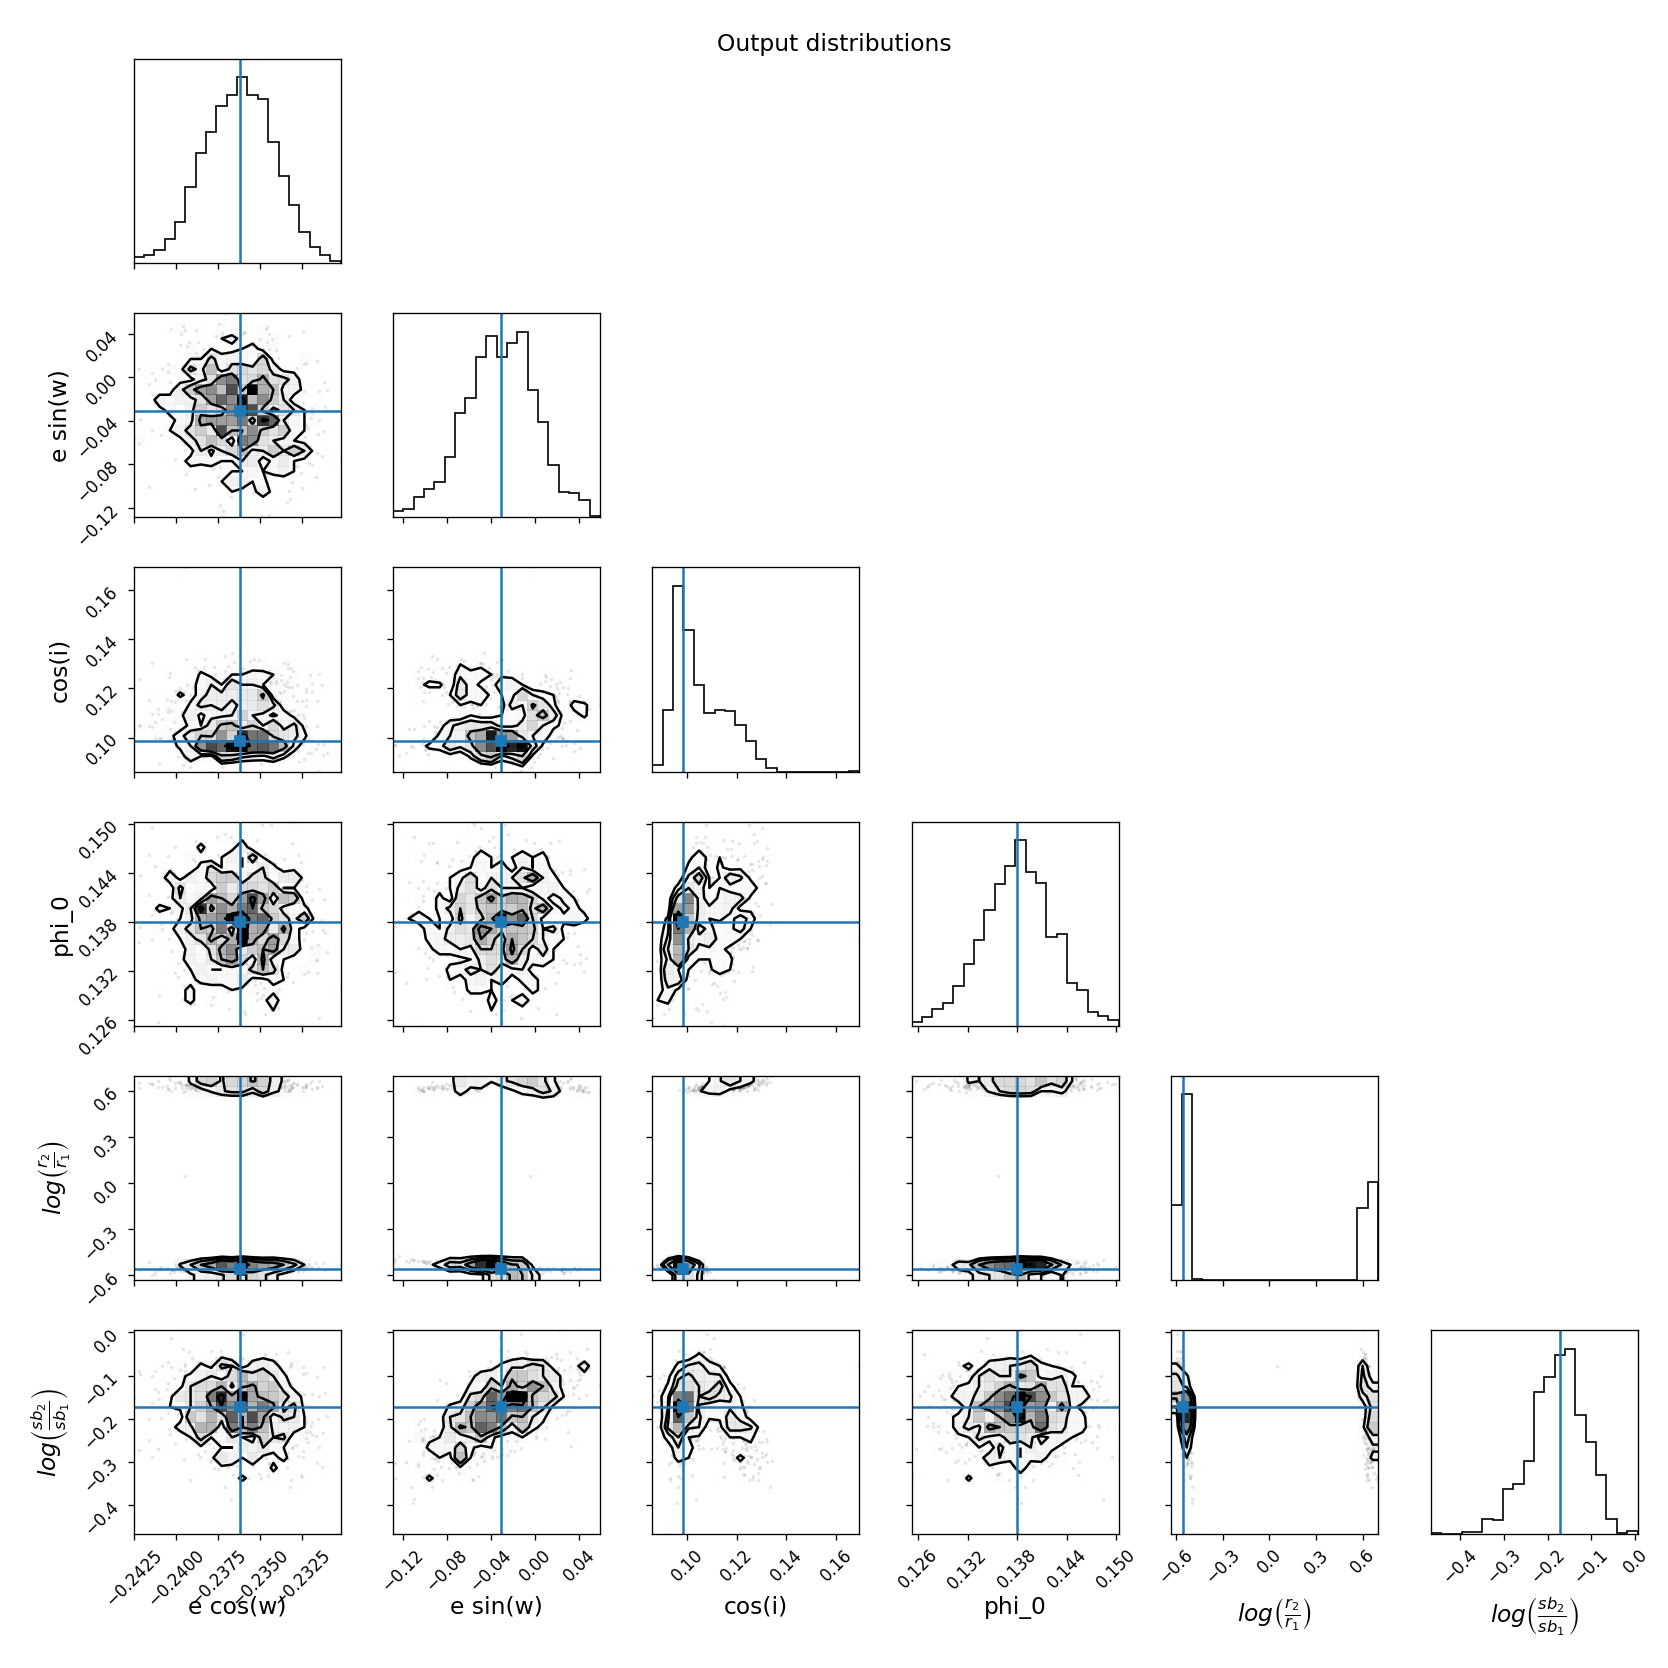 Output distributions
e sin(w)
0.04
0.00
−0.04
−0.08
−0.12
cos(i)
0.16
0.14
0.12
0.10
phi_0
0.150
0.144
0.138
0.132
0.126
log(r2/r1)
0.6
0.3
0.0
−0.3
−0.6
log(sb2/sb1)
0.0
−0.1
−0.2
−0.3
−0.4
−0.2425 −0.2400 −0.2375 −0.2350 −0.2325
−0.12 −0.08 −0.04 0.00 0.04
0.10 0.12 0.14 0.16
0.126 0.132 0.138 0.144 0.150
−0.6 −0.3 0.0 0.3 0.6
−0.4 −0.3 −0.2 −0.1 0.0
e cos(w) e sin(w) cos(i) phi_0 log(r2/r1) log(sb2/sb1)